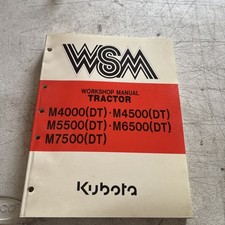 WSM
WORKSHOP MANUAL
TRACTOR
M4000(DT)·M4500(DT)
M5500(DT)·M6500(DT)
M7500(DT)
Kubota